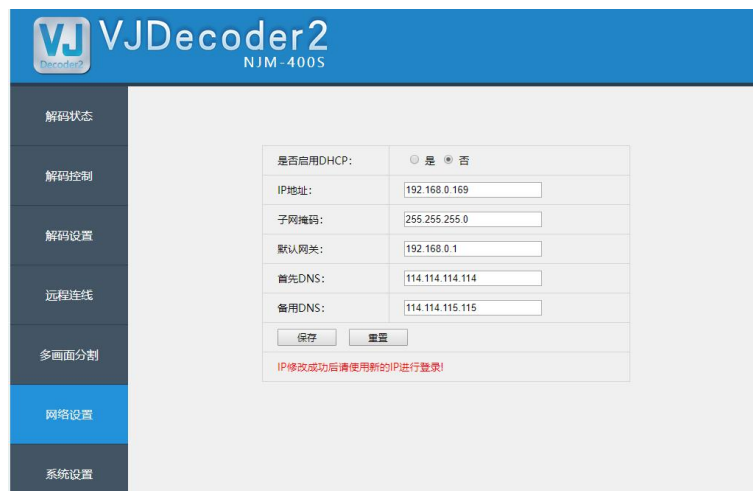 VJ
Decoder2
VJDecoder2
NJM-400S
解码状态
解码控制
解码设置
远程连线
多画面分割
网络设置
系统设置
是否启用DHCP: 是 否
IP地址: 192.168.0.169
子网掩码: 255.255.255.0
默认网关: 192.168.0.1
首先DNS: 114.114.114.114
备用DNS: 114.114.115.115
保存 重置
IP修改成功后请使用新的IP进行登录!